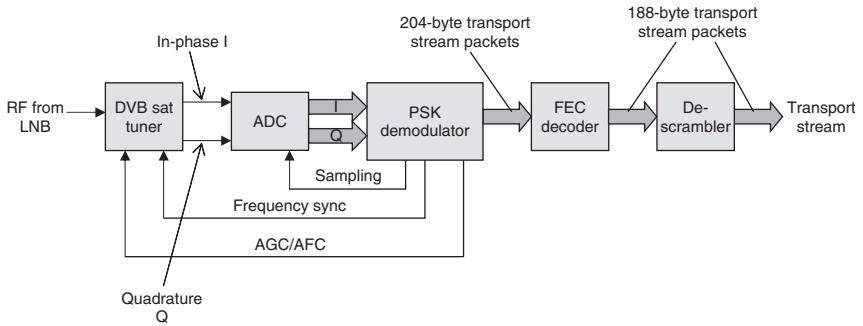 188-byte transport
stream packets
204-byte transport
stream packets
In-phase I
RF from
LNB
DVB sat
tuner
ADC
I
Q
PSK
demodulator
FEC
decoder
De-
scrambler
Transport
stream
Sampling
Frequency sync
AGC/AFC
Quadrature
Q